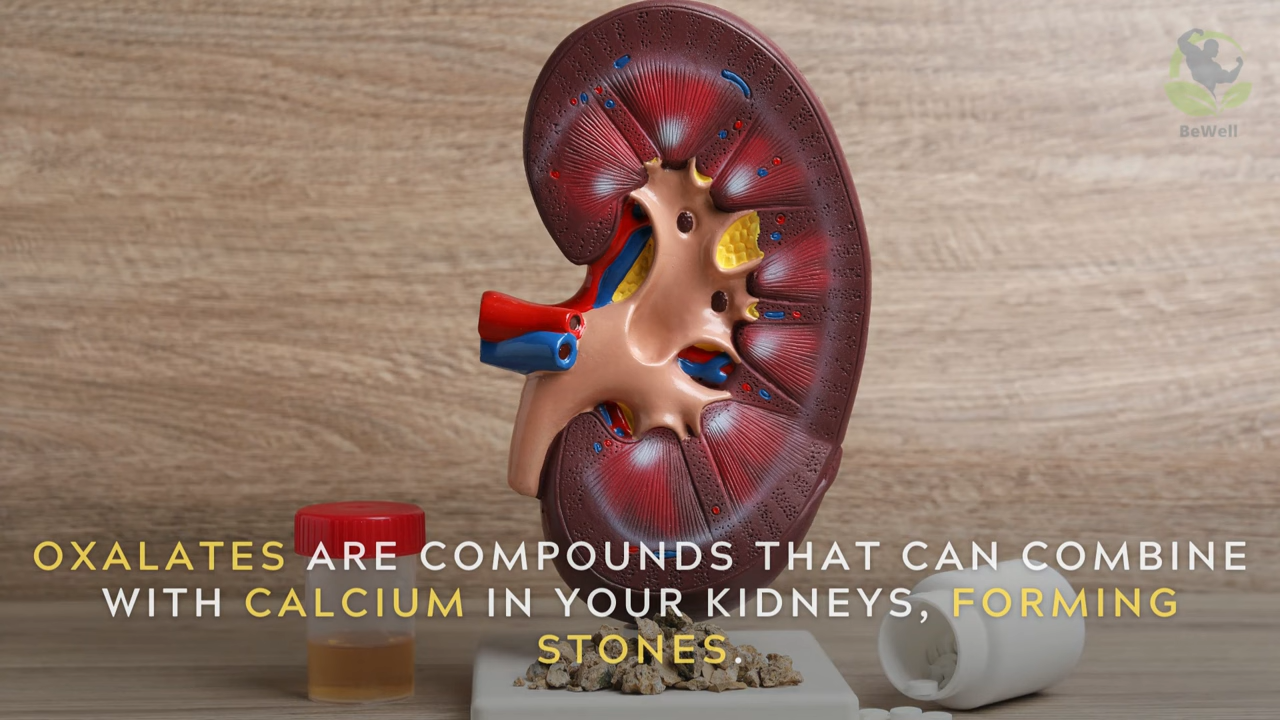 BeWell
OXALATES ARE COMPOUNDS THAT CAN COMBINE
WITH CALCIUM IN YOUR KIDNEYS, FORMING
STONES.